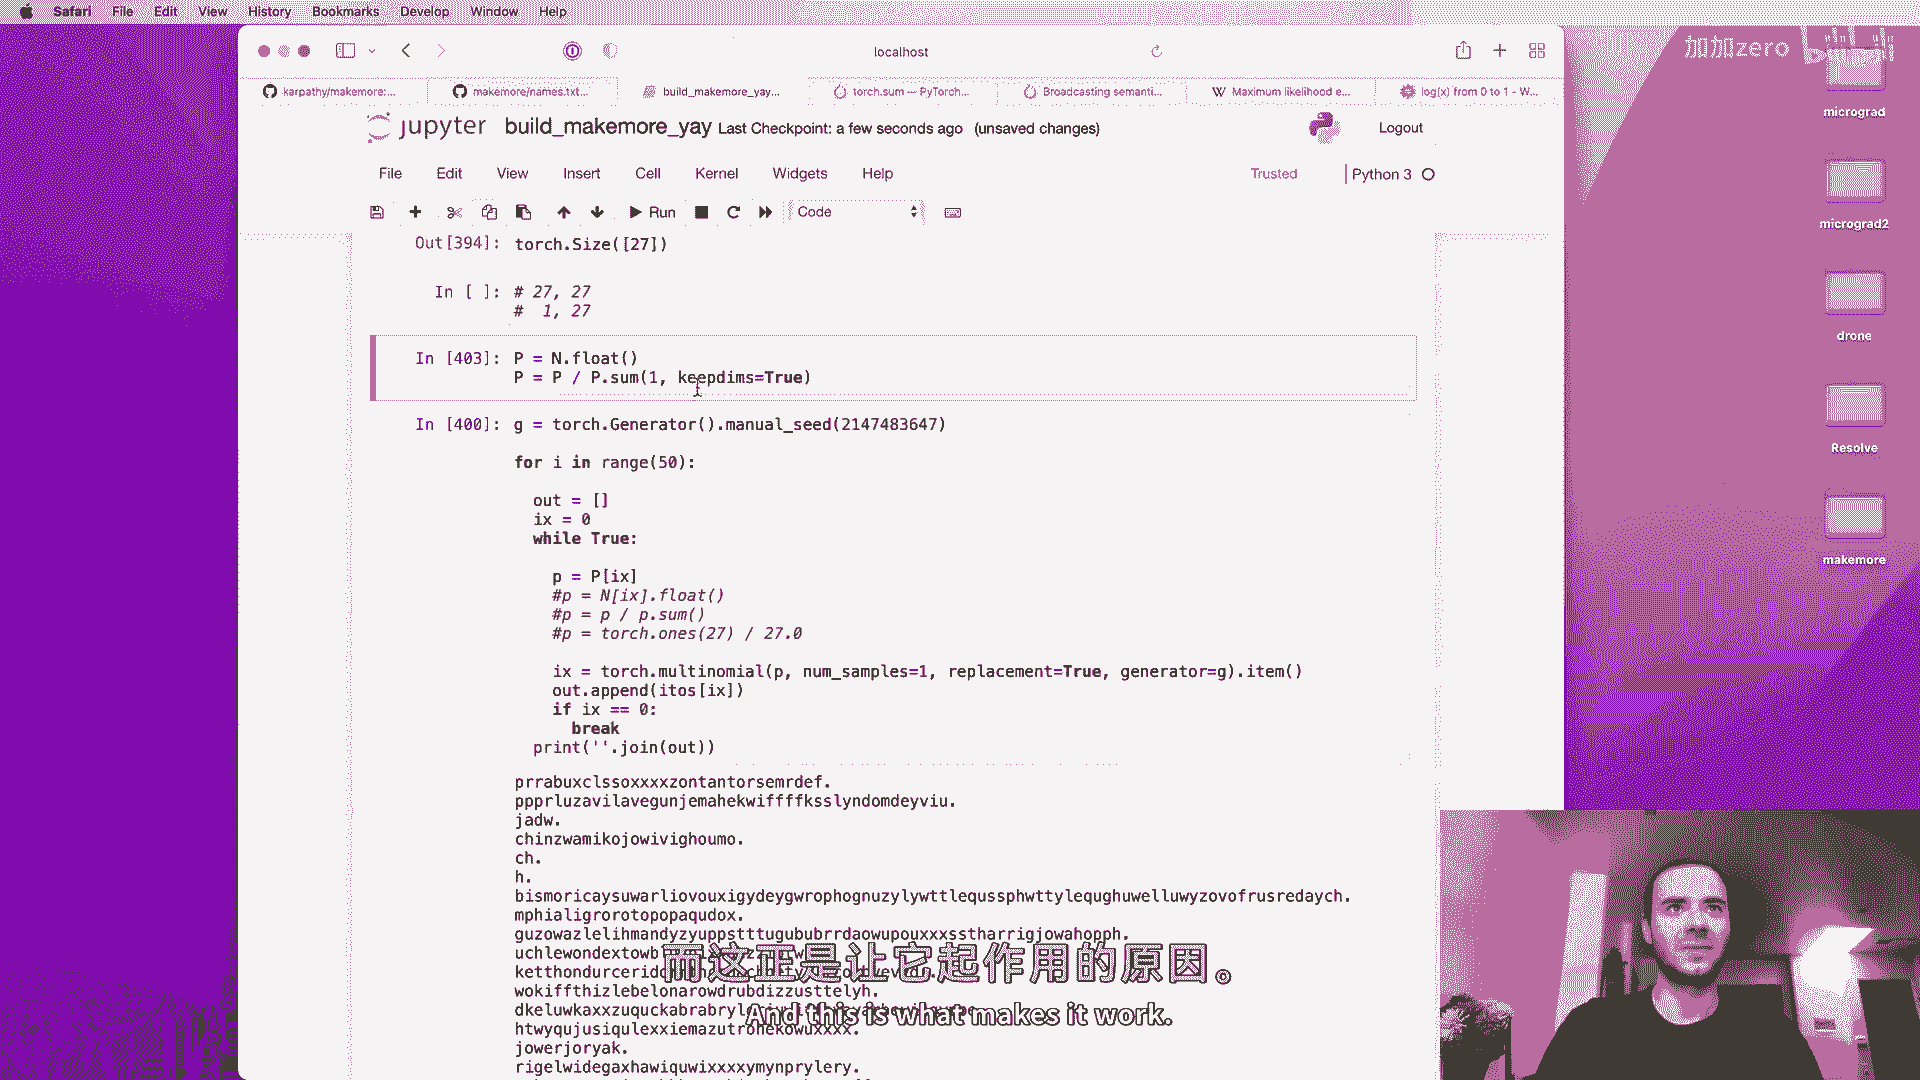 Safari File Edit View History Bookmarks Develop Window Help
加加zero bilibili
localhost
karpathy/makemore:... makemore/names.txt... build_makemore_yay... torch.sum — PyTorch... Broadcasting semanti... Maximum likelihood e... log(x) from 0 to 1 - W...
jupyter build_makemore_yay Last Checkpoint: a few seconds ago (unsaved changes) Logout
File Edit View Insert Cell Kernel Widgets Help Trusted Python 3
Run Code
Out[394]: torch.Size([27])
In [ ]: # 27, 27
# 1, 27
In [403]: P = N.float()
P = P / P.sum(1, keepdims=True)
In [400]: g = torch.Generator().manual_seed(2147483647)
for i in range(50):
out = []
ix = 0
while True:
p = P[ix]
#p = N[ix].float()
#p = p / p.sum()
#p = torch.ones(27) / 27.0
ix = torch.multinomial(p, num_samples=1, replacement=True, generator=g).item()
out.append(itos[ix])
if ix == 0:
break
print(''.join(out))
prrabuxclssoxxxxzontantorsemrdef.
ppprluzavilavegunjemahekwiffffksslyndomdeyviu.
jadw.
chinzwamikojowivighoumo.
ch.
h.
bismoricaysuwarliovouxigydeygwrophognuzylywttlequssphwttylequghuwelluwyzovofrusredaych.
mphialigrorotopopaqudox.
guzowazlelihmandyzyuppstttugububrrdaowupouxxxsstharrigjowahopph.
wokiffthizlebelonarowdrubdizzusttelyh.
htwyqujusiqulexxiemazutrohekowuxxxx.
jowerjoryak.
rigelwidegaxhawiquwixxxxymynprylery.
而这正是让它起作用的原因。
And this is what makes it work.
micrograd
micrograd2
drone
Resolve
makemore